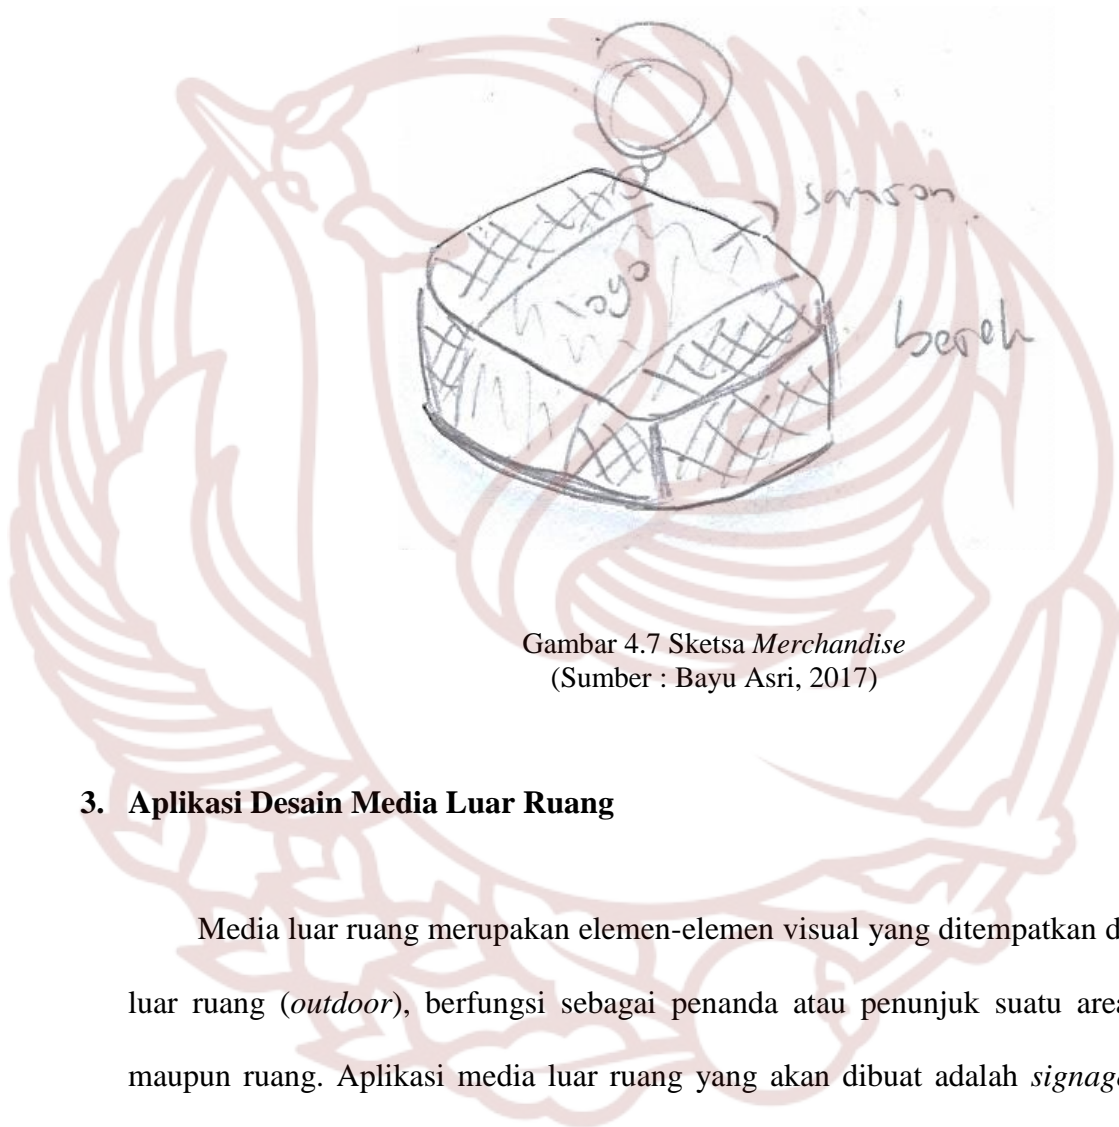 samson
logo
bereh
Gambar 4.7 Sketsa Merchandise
(Sumber : Bayu Asri, 2017)
3. Aplikasi Desain Media Luar Ruang
Media luar ruang merupakan elemen-elemen visual yang ditempatkan d
luar ruang (outdoor), berfungsi sebagai penanda atau penunjuk suatu area
maupun ruang. Aplikasi media luar ruang yang akan dibuat adalah signage